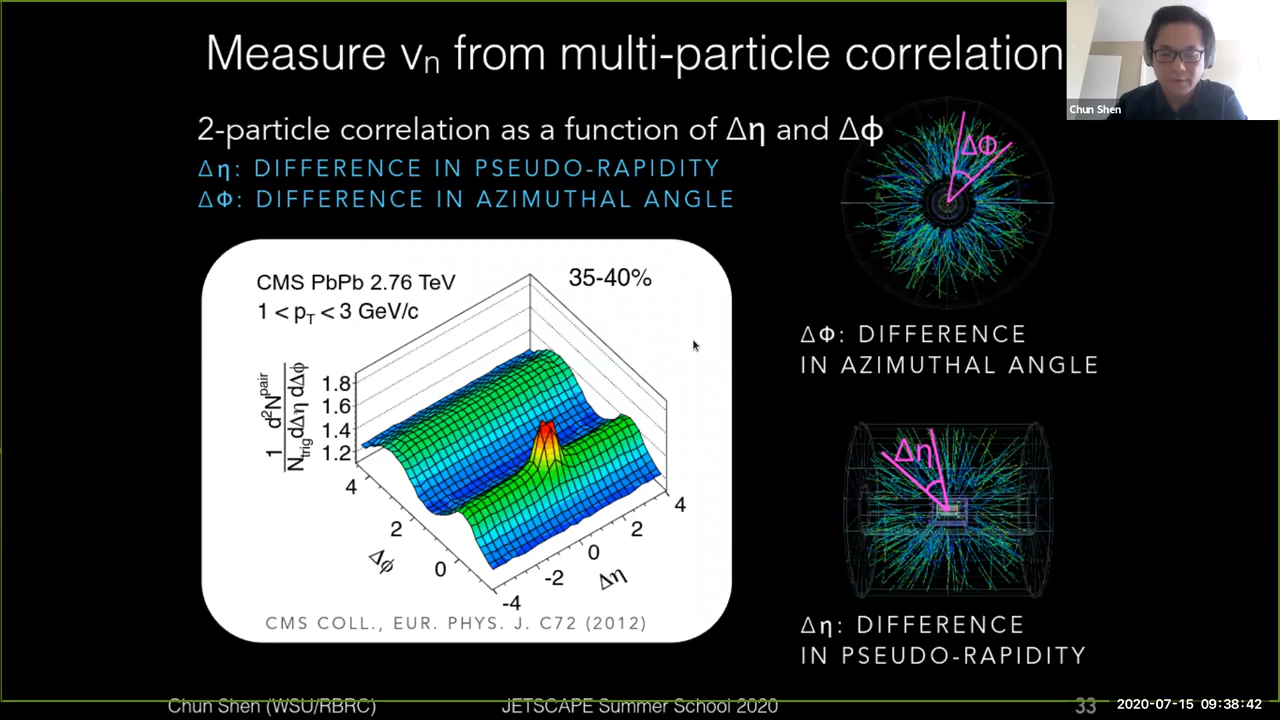 Measure vn from multi-particle correlation
Chun Shen
2-particle correlation as a function of Δη and Δϕ
Δη: DIFFERENCE IN PSEUDO-RAPIDITY
ΔΦ: DIFFERENCE IN AZIMUTHAL ANGLE
ΔΦ
CMS PbPb 2.76 TeV
35-40%
1 < pT < 3 GeV/c
1 d²Npair
Ntrig dΔη dΔϕ
1.8
1.6
1.4
1.2
4
2
0
Δϕ
-4
-2
0
2
4
Δη
CMS COLL., EUR. PHYS. J. C72 (2012)
ΔΦ: DIFFERENCE
IN AZIMUTHAL ANGLE
Δη
Δη: DIFFERENCE
IN PSEUDO-RAPIDITY
Chun Shen (WSU/RBRC)
JETSCAPE Summer School 2020
33
2020-07-15 09:38:42